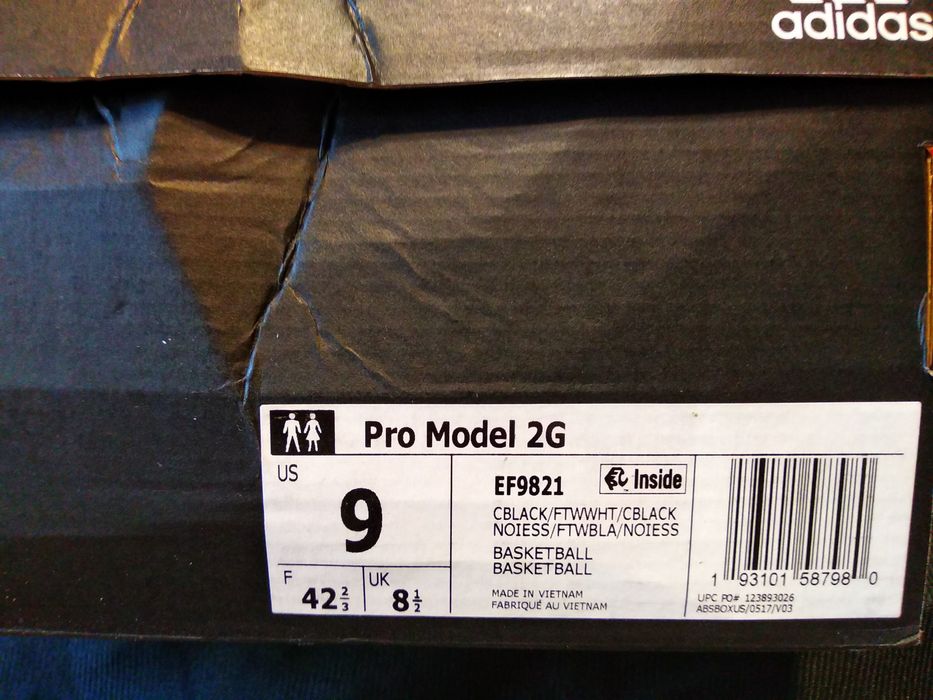 adidas
Pro Model 2G
US
9
F
42 2/3
UK
8 1/2
EF9821
Inside
CBLACK/FTWWHT/CBLACK
NOIESS/FTWBLA/NOIESS
BASKETBALL
BASKETBALL
MADE IN VIETNAM
FABRIQUÉ AU VIETNAM
1 93101 58798 0
UPC PO# 123893026
ABSBOXUS/0517/V03